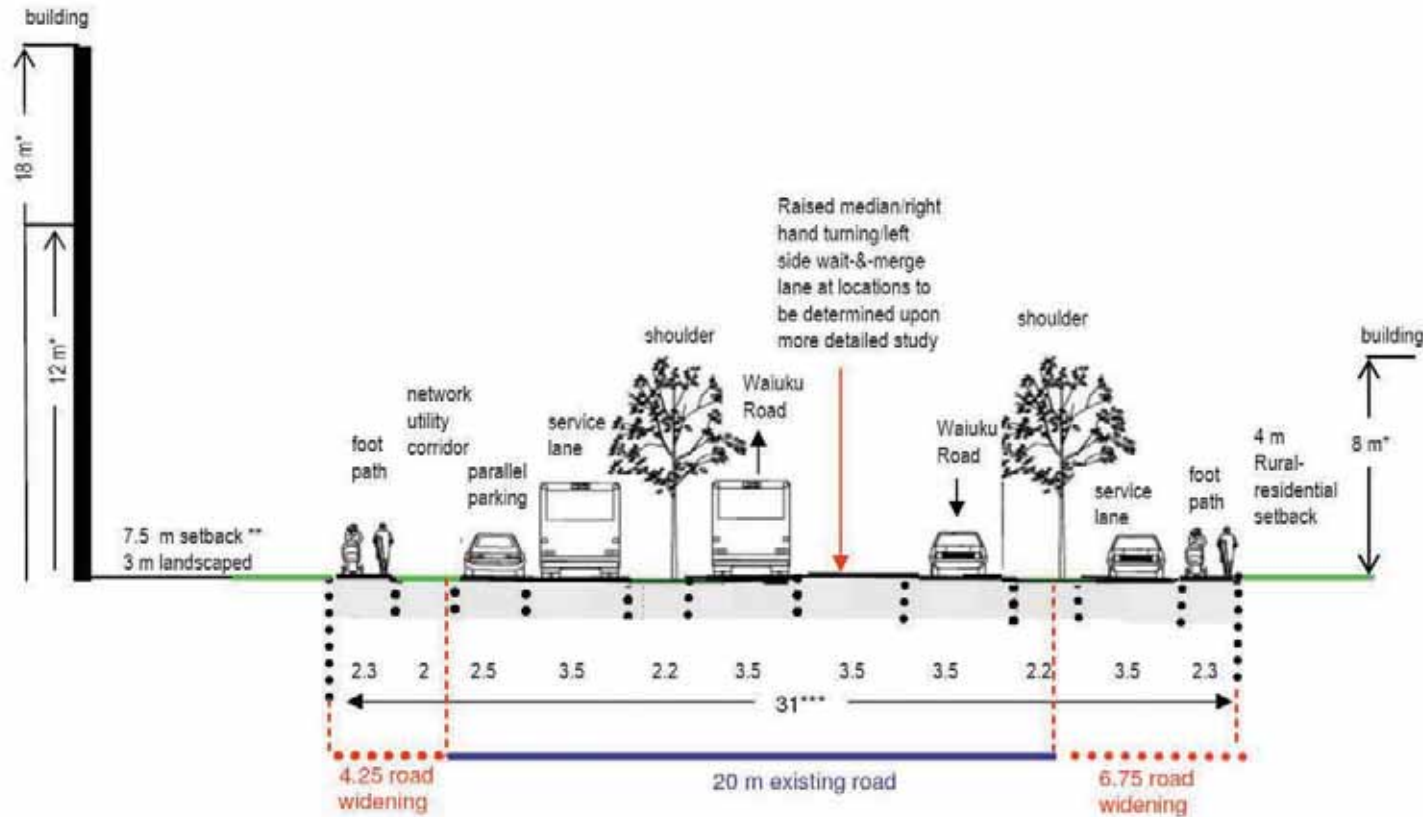 building
18 m*
12 m*
7.5 m setback **
3 m landscaped
foot
path
network
utility
corridor
parallel
parking
service
lane
shoulder
Waiuku
Road
Raised median/right
hand turning/left
side wait-&-merge
lane at locations to
be determined upon
more detailed study
Waiuku
Road
shoulder
service
lane
foot
path
4 m
Rural-
residential
setback
building
8 m*
2.3 2 2.5 3.5 2.2 3.5 3.5 3.5 2.2 3.5 2.3
31***
4.25 road
widening
20 m existing road
6.75 road
widening